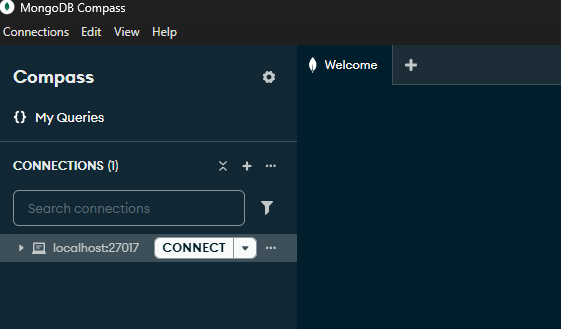 MongoDB Compass
Connections Edit View Help
Compass
Welcome
{} My Queries
CONNECTIONS (1)
Search connections
localhost:27017 CONNECT